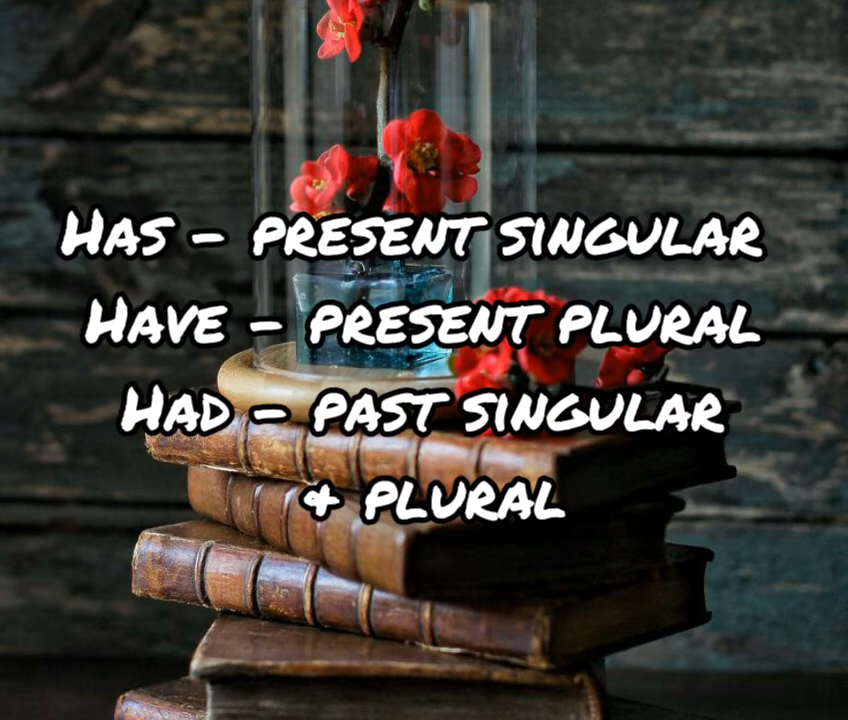 Has - present singular
Have - present plural
Had - past singular
& plural